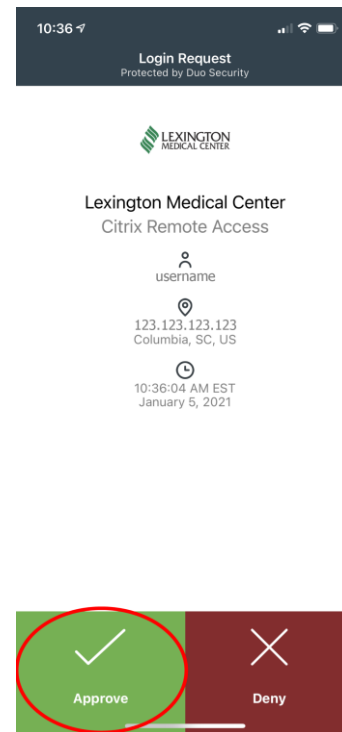 10:36
Login Request
Protected by Duo Security
LEXINGTON
MEDICAL CENTER
Lexington Medical Center
Citrix Remote Access
username
123.123.123.123
Columbia, SC, US
10:36:04 AM EST
January 5, 2021
Approve
Deny